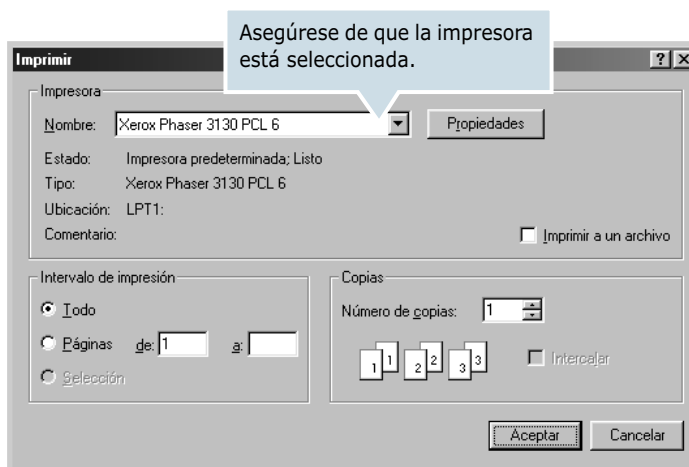 Asegúrese de que la impresora
está seleccionada.
Imprimir
Impresora
Nombre: Xerox Phaser 3130 PCL 6 Propiedades
Estado: Impresora predeterminada; Listo
Tipo: Xerox Phaser 3130 PCL 6
Ubicación: LPT1:
Comentario: Imprimir a un archivo
Intervalo de impresión
Todo
Páginas de: 1 a:
Selección
Copias
Número de copias: 1
1 1 2 2 3 3 Intercalar
Aceptar Cancelar